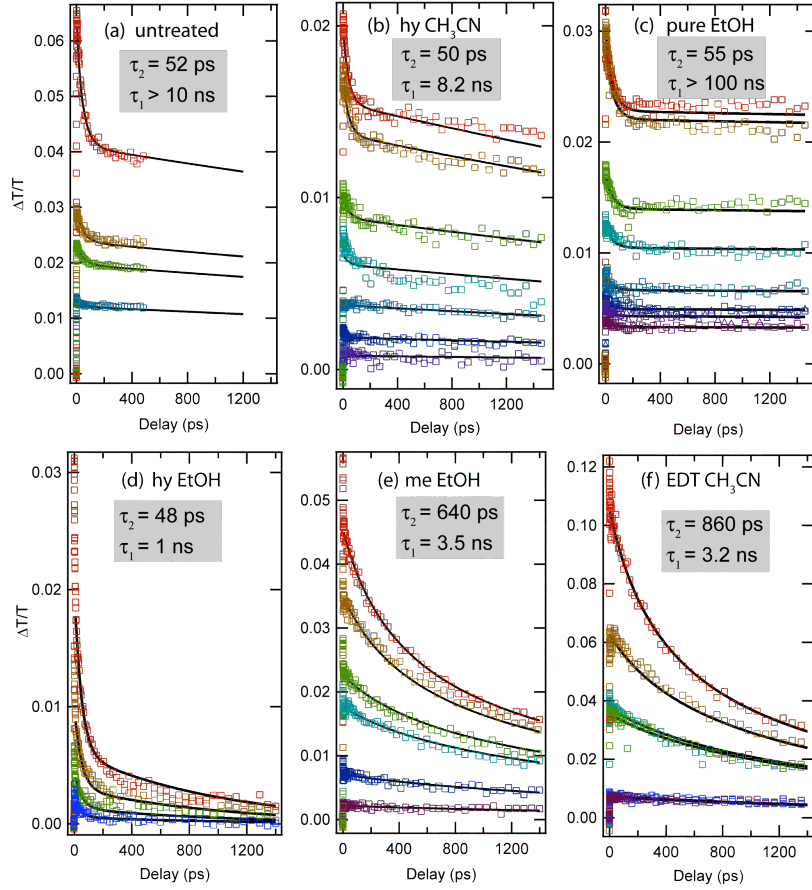 (a) untreated
τ2 = 52 ps
τ1 > 10 ns
0.06
0.05
0.04
0.03
0.02
0.01
0.00
ΔT/T
0
400
800
1200
Delay (ps)
(b) hy CH3CN
τ2 = 50 ps
τ1 = 8.2 ns
0.02
0.01
0.00
0
400
800
1200
Delay (ps)
(c) pure EtOH
τ2 = 55 ps
τ1 > 100 ns
0.03
0.02
0.01
0.00
0
400
800
1200
Delay (ps)
(d) hy EtOH
τ2 = 48 ps
τ1 = 1 ns
0.03
0.02
0.01
0.00
ΔT/T
0
400
800
1200
Delay (ps)
(e) me EtOH
τ2 = 640 ps
τ1 = 3.5 ns
0.05
0.04
0.03
0.02
0.01
0.00
0
400
800
1200
Delay (ps)
(f) EDT CH3CN
τ2 = 860 ps
τ1 = 3.2 ns
0.12
0.10
0.08
0.06
0.04
0.02
0.00
0
400
800
1200
Delay (ps)